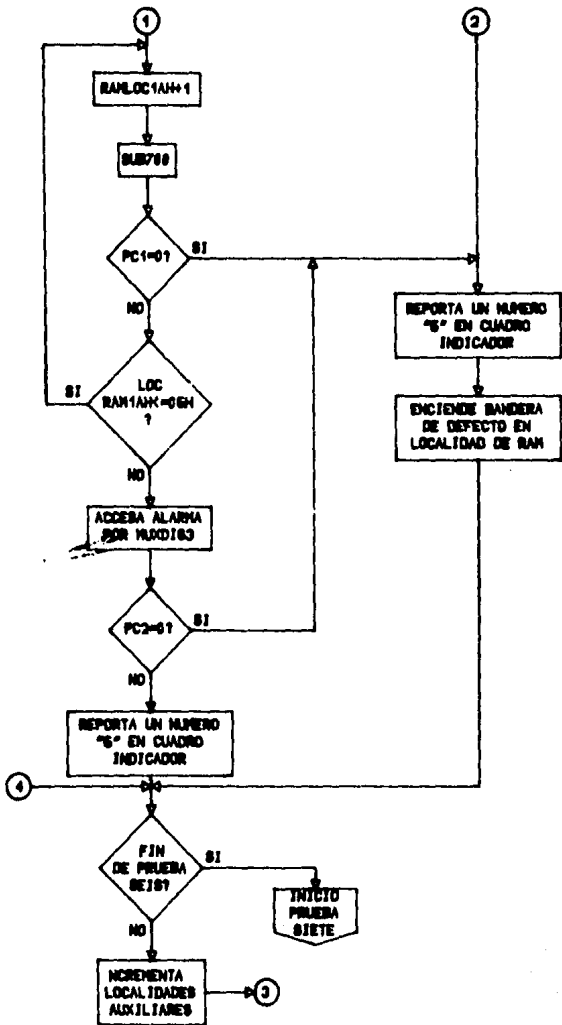 1
2
RAMLOC1AH+1
SUB700
PC1=0?
SI
NO
REPORTA UN NUMERO
"5" EN CUADRO
INDICADOR
LOC
RAM1AH<=06H
?
SI
NO
ENCIENDE BANDERA
DE DEFECTO EN
LOCALIDAD DE RAM
ACCESA ALARMA
POR MUXDIG3
PC2=0?
SI
NO
REPORTA UN NUMERO
"6" EN CUADRO
INDICADOR
4
FIN
DE PRUEBA
SEIS?
SI
NO
INICIO
PRUEBA
SIETE
NCREMENTA
LOCALIDADES
AUXILIARES
3